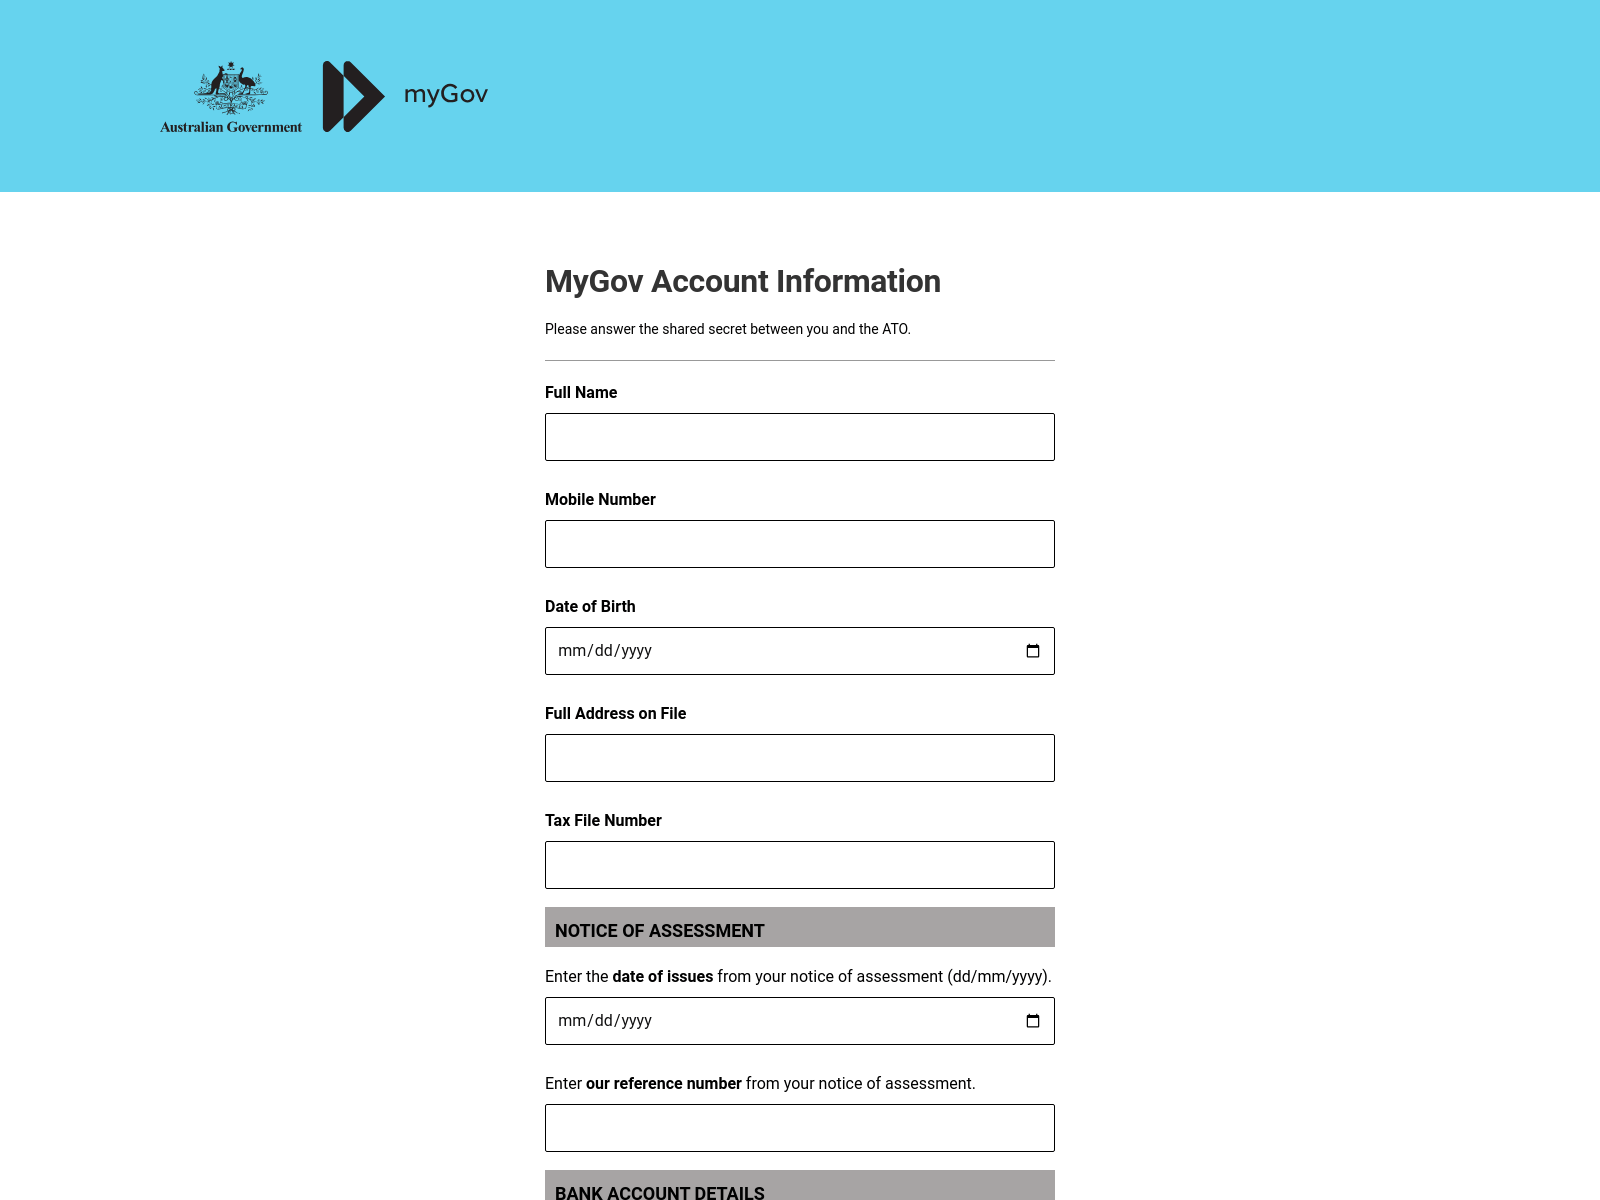 Australian Government
myGov
MyGov Account Information
Please answer the shared secret between you and the ATO.
Full Name
Mobile Number
Date of Birth
mm/dd/yyyy
Full Address on File
Tax File Number
NOTICE OF ASSESSMENT
Enter the date of issues from your notice of assessment (dd/mm/yyyy).
mm/dd/yyyy
Enter our reference number from your notice of assessment.
BANK ACCOUNT DETAILS